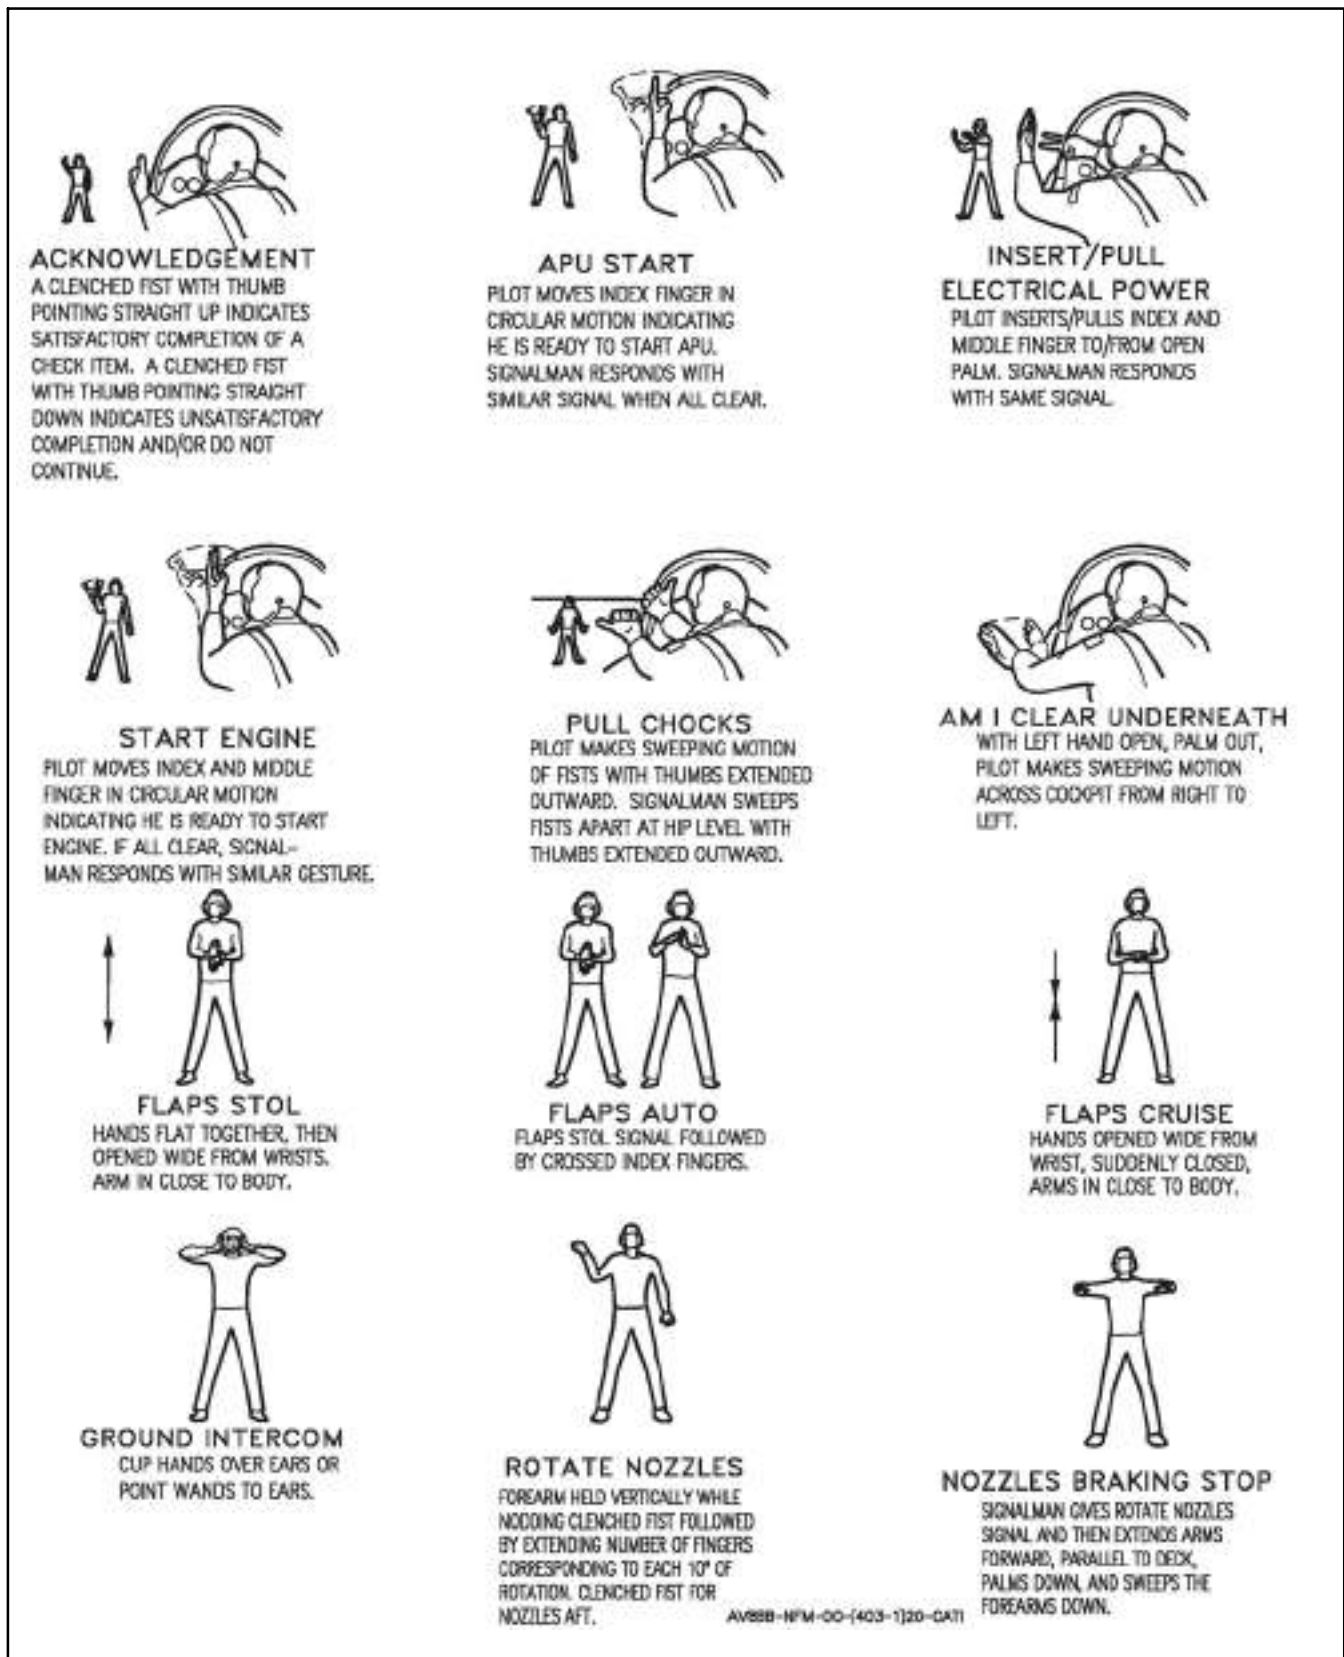 ACKNOWLEDGEMENT
A CLENCHED FIST WITH THUMB
POINTING STRAIGHT UP INDICATES
SATISFACTORY COMPLETION OF A
CHECK ITEM. A CLENCHED FIST
WITH THUMB POINTING STRAIGHT
DOWN INDICATES UNSATISFACTORY
COMPLETION AND/OR DO NOT
CONTINUE.
APU START
PILOT MOVES INDEX FINGER IN
CIRCULAR MOTION INDICATING
HE IS READY TO START APU.
SIGNALMAN RESPONDS WITH
SIMILAR SIGNAL WHEN ALL CLEAR.
INSERT/PULL
ELECTRICAL POWER
PILOT INSERTS/PULLS INDEX AND
MIDDLE FINGER TO/FROM OPEN
PALM. SIGNALMAN RESPONDS
WITH SAME SIGNAL.
START ENGINE
PILOT MOVES INDEX AND MIDDLE
FINGER IN CIRCULAR MOTION
INDICATING HE IS READY TO START
ENGINE. IF ALL CLEAR, SIGNAL-
MAN RESPONDS WITH SIMILAR GESTURE.
PULL CHOCKS
PILOT MAKES SWEEPING MOTION
OF FISTS WITH THUMBS EXTENDED
OUTWARD. SIGNALMAN SWEEPS
FISTS APART AT HIP LEVEL WITH
THUMBS EXTENDED OUTWARD.
AM I CLEAR UNDERNEATH
WITH LEFT HAND OPEN, PALM OUT,
PILOT MAKES SWEEPING MOTION
ACROSS COCKPIT FROM RIGHT TO
LEFT.
FLAPS STOL
HANDS FLAT TOGETHER, THEN
OPENED WIDE FROM WRISTS.
ARM IN CLOSE TO BODY.
FLAPS AUTO
FLAPS STOL SIGNAL FOLLOWED
BY CROSSED INDEX FINGERS.
FLAPS CRUISE
HANDS OPENED WIDE FROM
WRIST, SUDDENLY CLOSED,
ARMS IN CLOSE TO BODY.
GROUND INTERCOM
CUP HANDS OVER EARS OR
POINT WANDS TO EARS.
ROTATE NOZZLES
FOREARM HELD VERTICALLY WHILE
NODDING CLENCHED FIST FOLLOWED
BY EXTENDING NUMBER OF FINGERS
CORRESPONDING TO EACH 10° OF
ROTATION. CLENCHED FIST FOR
NOZZLES AFT.
NOZZLES BRAKING STOP
SIGNALMAN GIVES ROTATE NOZZLES
SIGNAL AND THEN EXTENDS ARMS
FORWARD, PARALLEL TO DECK,
PALMS DOWN, AND SWEEPS THE
FOREARMS DOWN.
AV8BB-NFM-00-(403-1)20-CATI